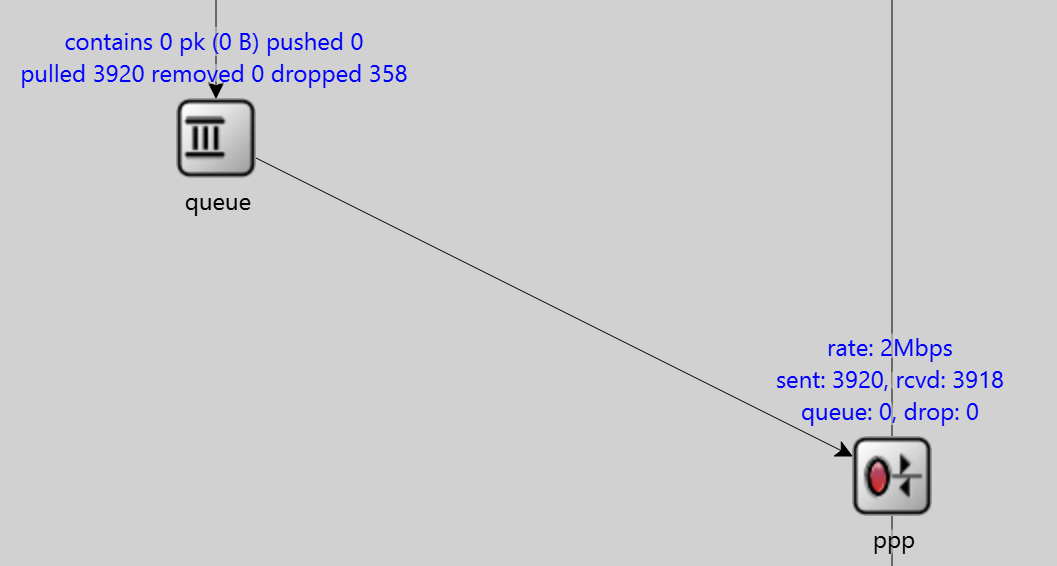 contains 0 pk (0 B) pushed 0
pulled 3920 removed 0 dropped 358
queue
rate: 2Mbps
sent: 3920, rcvd: 3918
queue: 0, drop: 0
ppp